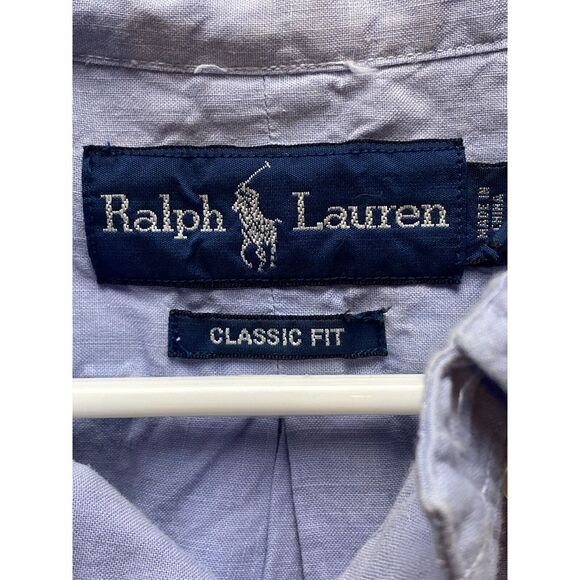 Ralph Lauren
MADE IN
CHINA
CLASSIC FIT